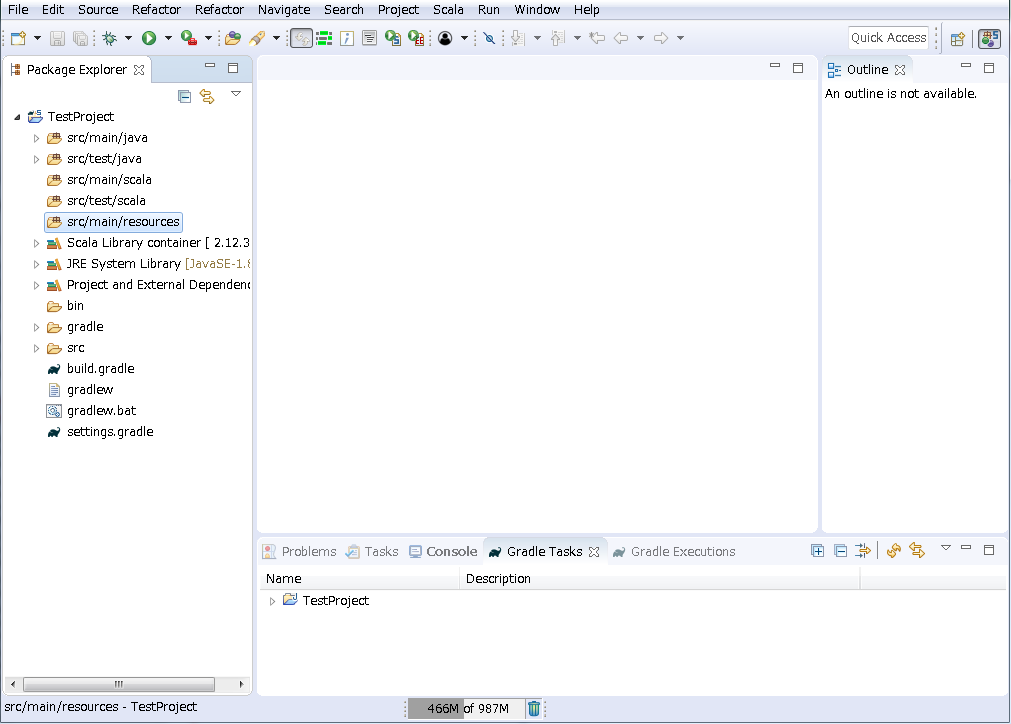 File Edit Source Refactor Refactor Navigate Search Project Scala Run Window Help
Quick Access
Package Explorer
Outline
An outline is not available.
TestProject
src/main/java
src/test/java
src/main/scala
src/test/scala
src/main/resources
Scala Library container [ 2.12.3
JRE System Library [JavaSE-1.8
Project and External Dependenc
bin
gradle
src
build.gradle
gradlew
gradlew.bat
settings.gradle
Problems Tasks Console Gradle Tasks Gradle Executions
Name Description
TestProject
src/main/resources - TestProject
466M of 987M